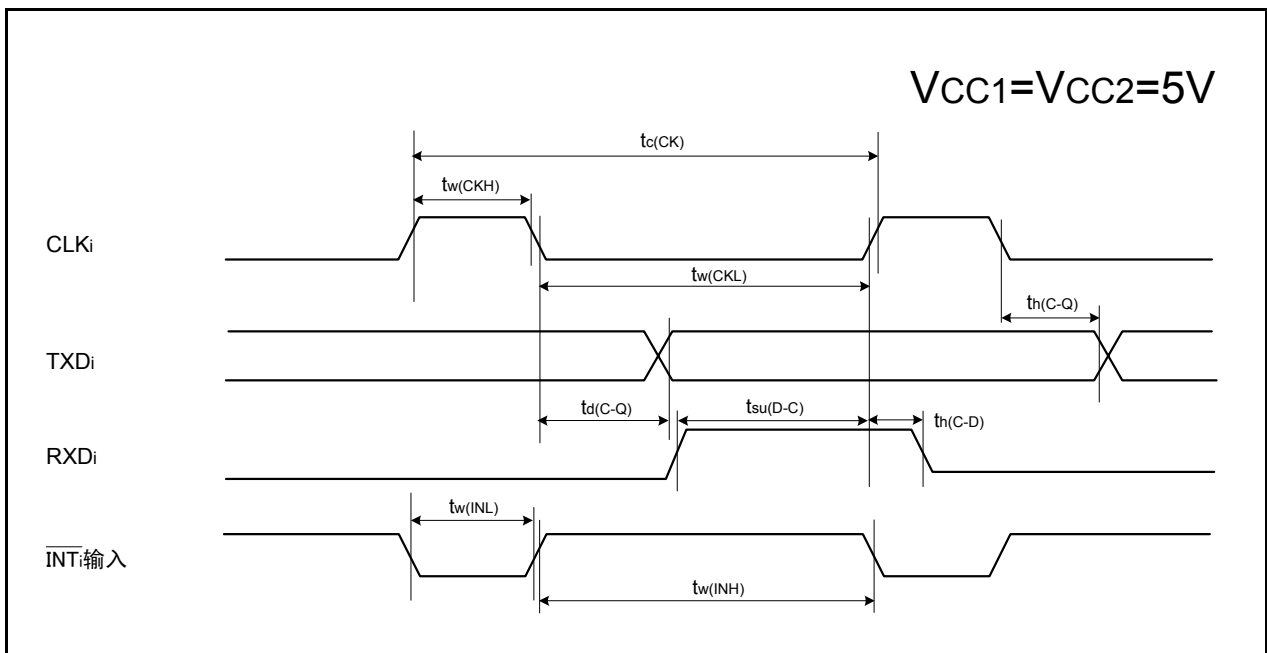 VCC1=VCC2=5V
tc(CK)
tw(CKH)
CLKi
tw(CKL)
th(C-Q)
TXDi
td(C-Q)
tsu(D-C)
th(C-D)
RXDi
tw(INL)
INTi输入
tw(INH)